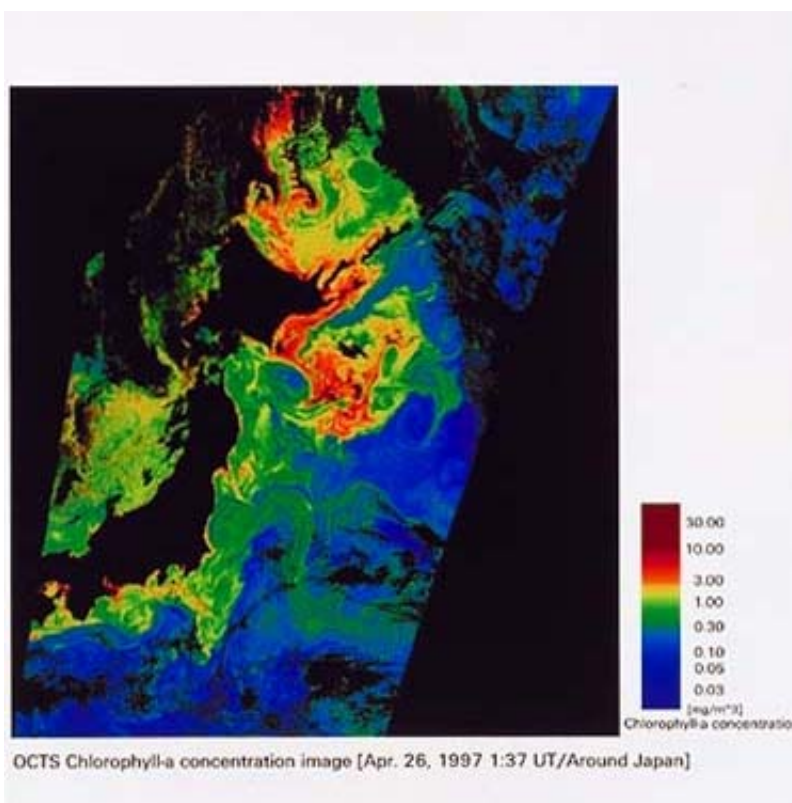 30.00
10.00
3.00
1.00
0.30
0.10
0.05
0.03
[mg/m^3]
Chlorophyll-a concentratio
OCTS Chlorophyll-a concentration image [Apr. 26, 1997 1:37 UT/Around Japan]